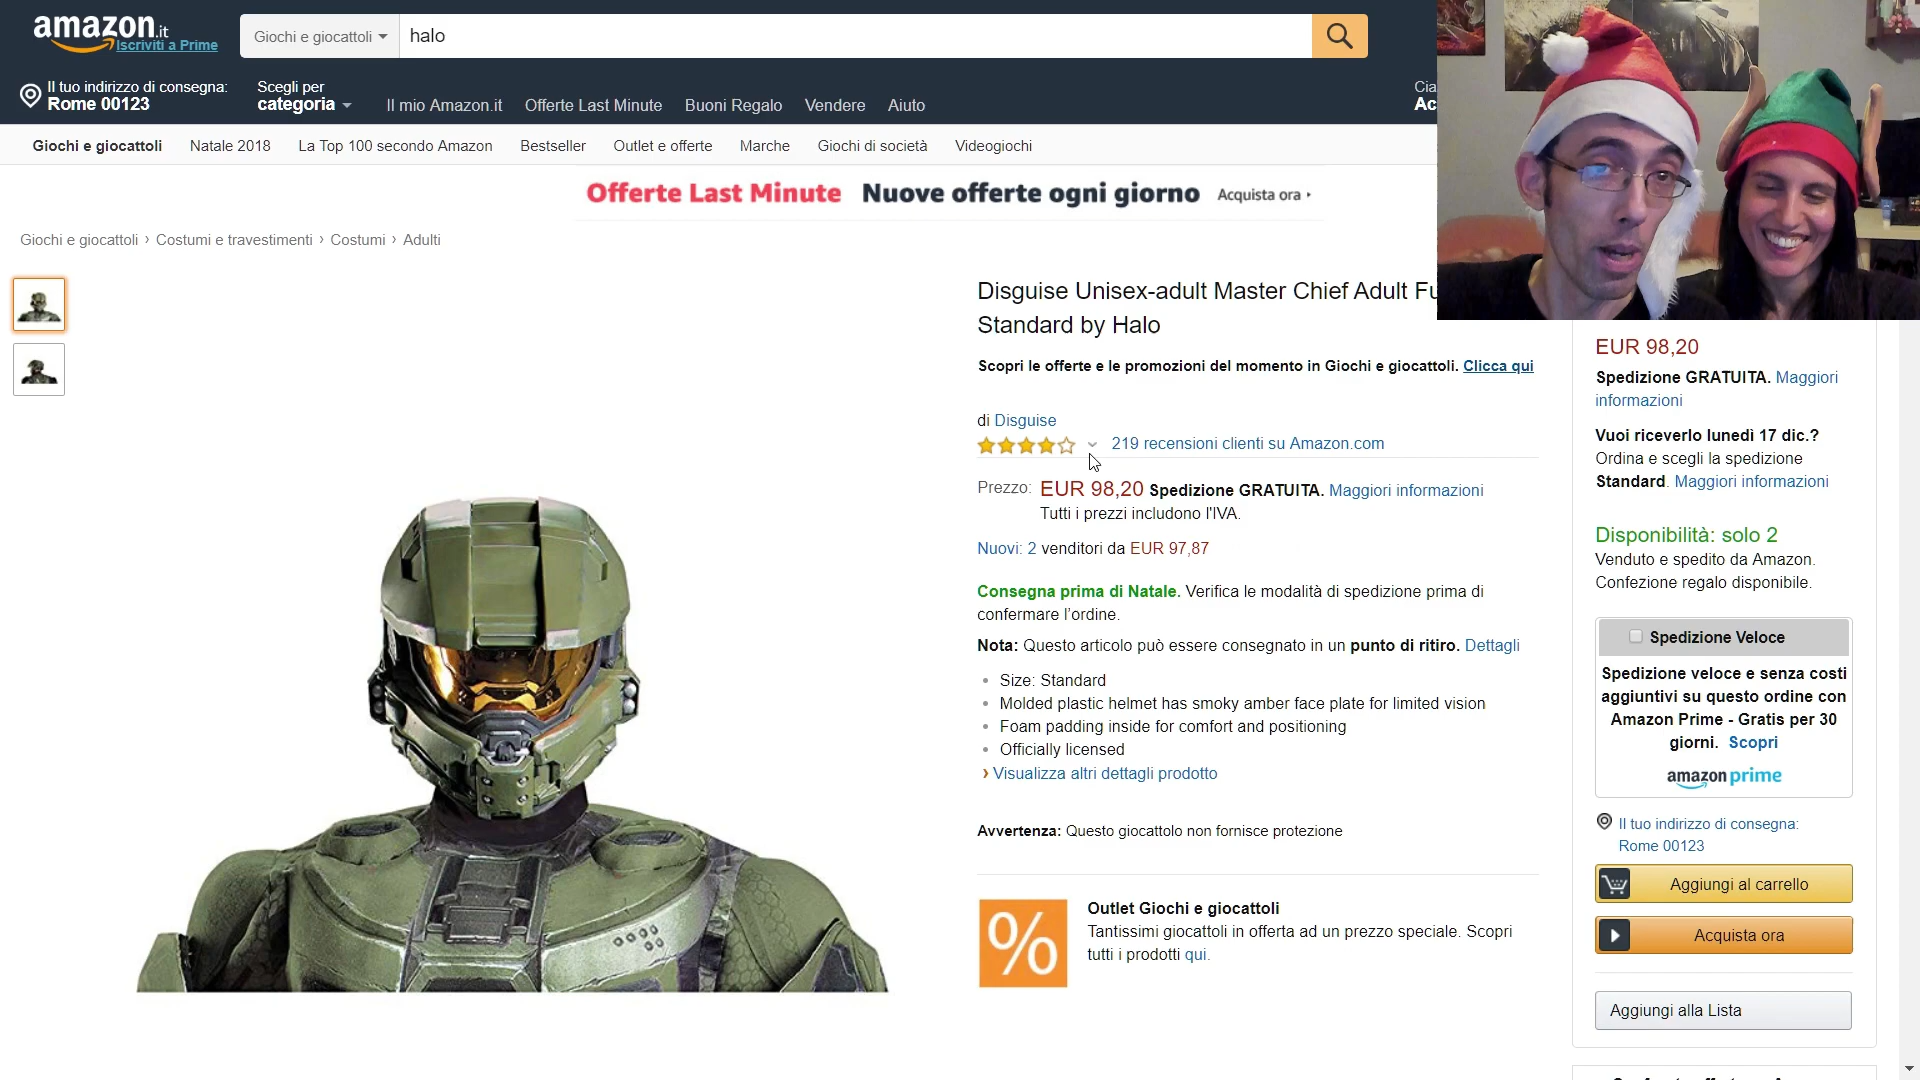 amazon.it
Iscriviti a Prime
Giochi e giocattoli
halo
Il tuo indirizzo di consegna:
Rome 00123
Scegli per
categoria
Il mio Amazon.it
Offerte Last Minute
Buoni Regalo
Vendere
Aiuto
Cia
Ac
Giochi e giocattoli
Natale 2018
La Top 100 secondo Amazon
Bestseller
Outlet e offerte
Marche
Giochi di società
Videogiochi
Offerte Last Minute Nuove offerte ogni giorno Acquista ora ▸
Giochi e giocattoli › Costumi e travestimenti › Costumi › Adulti
Disguise Unisex-adult Master Chief Adult Fu
Standard by Halo
Scopri le offerte e le promozioni del momento in Giochi e giocattoli. Clicca qui
di Disguise
219 recensioni clienti su Amazon.com
Prezzo: EUR 98,20 Spedizione GRATUITA. Maggiori informazioni
Tutti i prezzi includono l'IVA.
Nuovi: 2 venditori da EUR 97,87
Consegna prima di Natale. Verifica le modalità di spedizione prima di
confermare l’ordine.
Nota: Questo articolo può essere consegnato in un punto di ritiro. Dettagli
• Size: Standard
• Molded plastic helmet has smoky amber face plate for limited vision
• Foam padding inside for comfort and positioning
• Officially licensed
› Visualizza altri dettagli prodotto
Avvertenza: Questo giocattolo non fornisce protezione
%
Outlet Giochi e giocattoli
Tantissimi giocattoli in offerta ad un prezzo speciale. Scopri
tutti i prodotti qui.
EUR 98,20
Spedizione GRATUITA. Maggiori
informazioni
Vuoi riceverlo lunedì 17 dic.?
Ordina e scegli la spedizione
Standard. Maggiori informazioni
Disponibilità: solo 2
Venduto e spedito da Amazon.
Confezione regalo disponibile.
Spedizione Veloce
Spedizione veloce e senza costi
aggiuntivi su questo ordine con
Amazon Prime - Gratis per 30
giorni. Scopri
amazon prime
Il tuo indirizzo di consegna:
Rome 00123
Aggiungi al carrello
Acquista ora
Aggiungi alla Lista